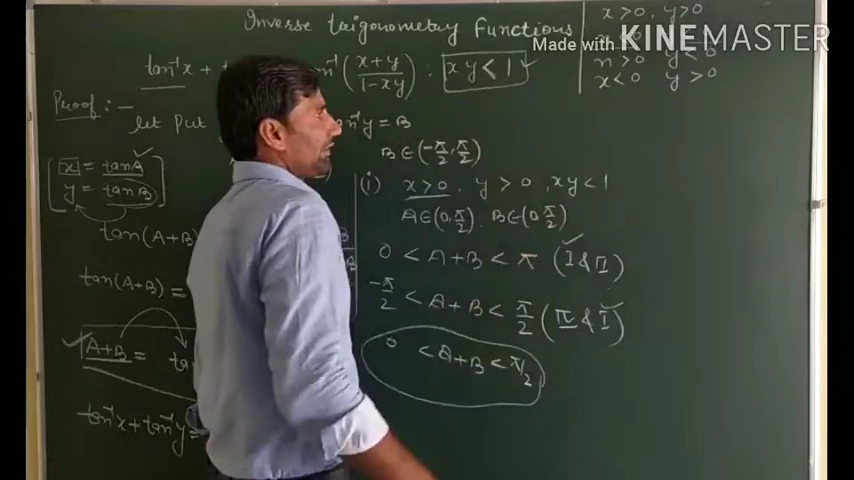 Inverse trigonometry Functions
x>0, y>0
Made with KINEMASTER
x>0 y<0
x<0 y>0
tan⁻¹x + t (x+y/1-xy) : xy<1
Proof:-
let Put tan⁻¹y = B
B∈(-π/2, π/2)
[x = tanA
y = tanB]
tan(A+B)
tan(A+B) =
A+B =
tan⁻¹x + tan⁻¹y =
(i) x>0, y>0, xy<1
A∈(0,π/2) B∈(0,π/2)
0 < A+B < π (I & II)
-π/2 < A+B < π/2 (IV & I)
0 < A+B < π/2